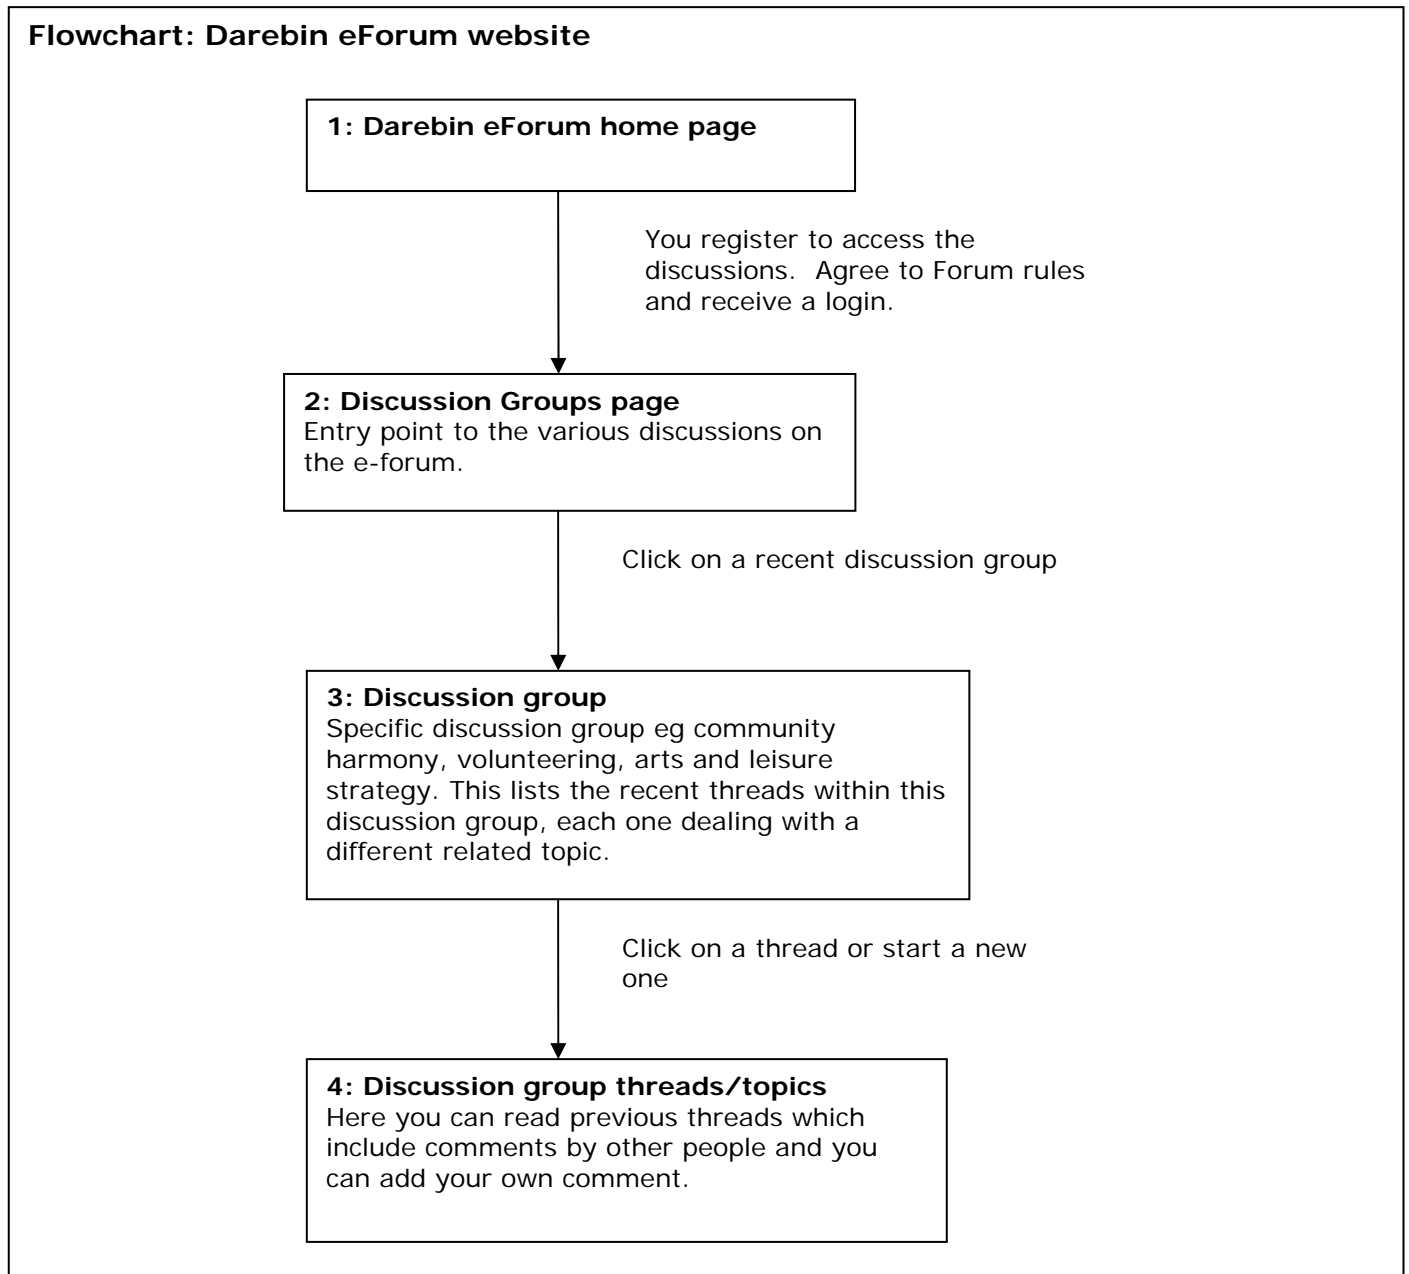 Flowchart: Darebin eForum website
1: Darebin eForum home page
You register to access the
discussions.  Agree to Forum rules
and receive a login.
2: Discussion Groups page
Entry point to the various discussions on
the e-forum.
Click on a recent discussion group
3: Discussion group
Specific discussion group eg community
harmony, volunteering, arts and leisure
strategy. This lists the recent threads within this
discussion group, each one dealing with a
different related topic.
Click on a thread or start a new
one
4: Discussion group threads/topics
Here you can read previous threads which
include comments by other people and you
can add your own comment.